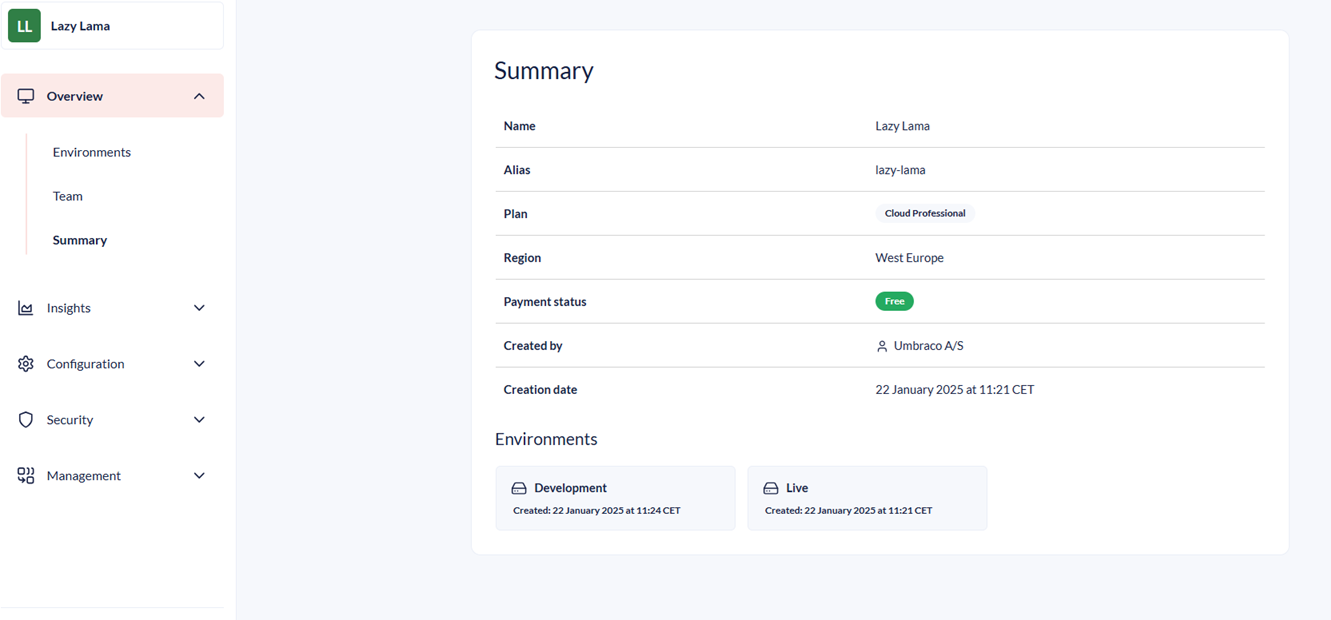 LL Lazy Lama
Overview
Environments
Team
Summary
Insights
Configuration
Security
Management
Summary
Name Lazy Lama
Alias lazy-lama
Plan Cloud Professional
Region West Europe
Payment status Free
Created by Umbraco A/S
Creation date 22 January 2025 at 11:21 CET
Environments
Development
Created: 22 January 2025 at 11:24 CET
Live
Created: 22 January 2025 at 11:21 CET